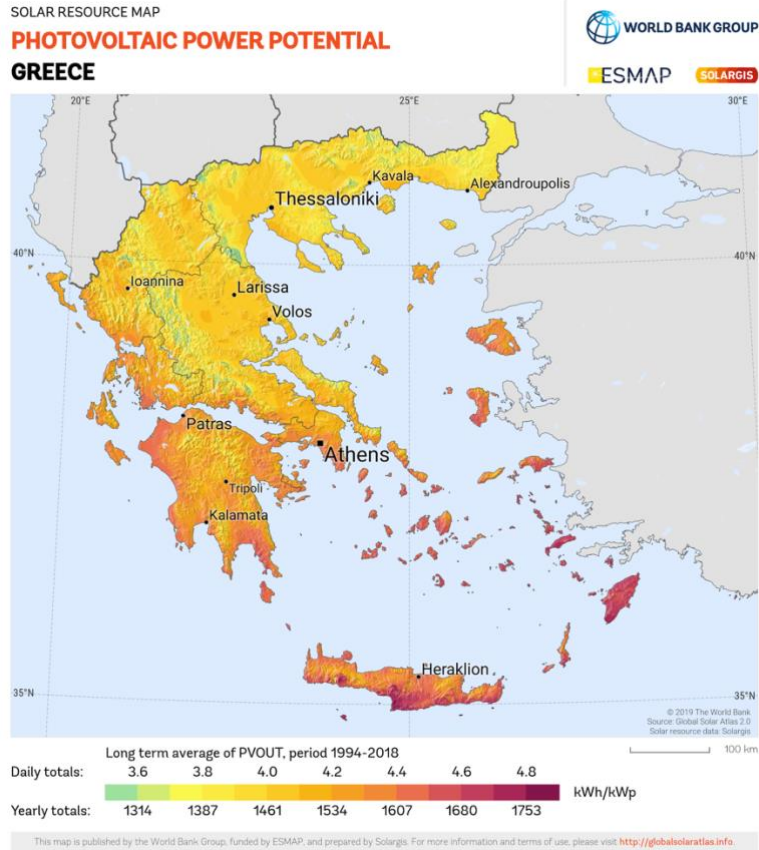 SOLAR RESOURCE MAP
PHOTOVOLTAIC POWER POTENTIAL
GREECE
WORLD BANK GROUP
ESMAP
SOLARGIS
20°E
25°E
30°E
Kavala
Alexandroupolis
Thessaloniki
40°N
40°N
Ioannina
Larissa
Volos
Patras
Athens
Tripoli
Kalamata
Heraklion
35°N
35°N
© 2019 The World Bank
Source: Global Solar Atlas 2.0
Solar resource data: Solargis
100 km
Long term average of PVOUT, period 1994-2018
Daily totals: 3.6 3.8 4.0 4.2 4.4 4.6 4.8
kWh/kWp
Yearly totals: 1314 1387 1461 1534 1607 1680 1753
This map is published by the World Bank Group, funded by ESMAP, and prepared by Solargis. For more information and terms of use, please visit http://globalsolaratlas.info.